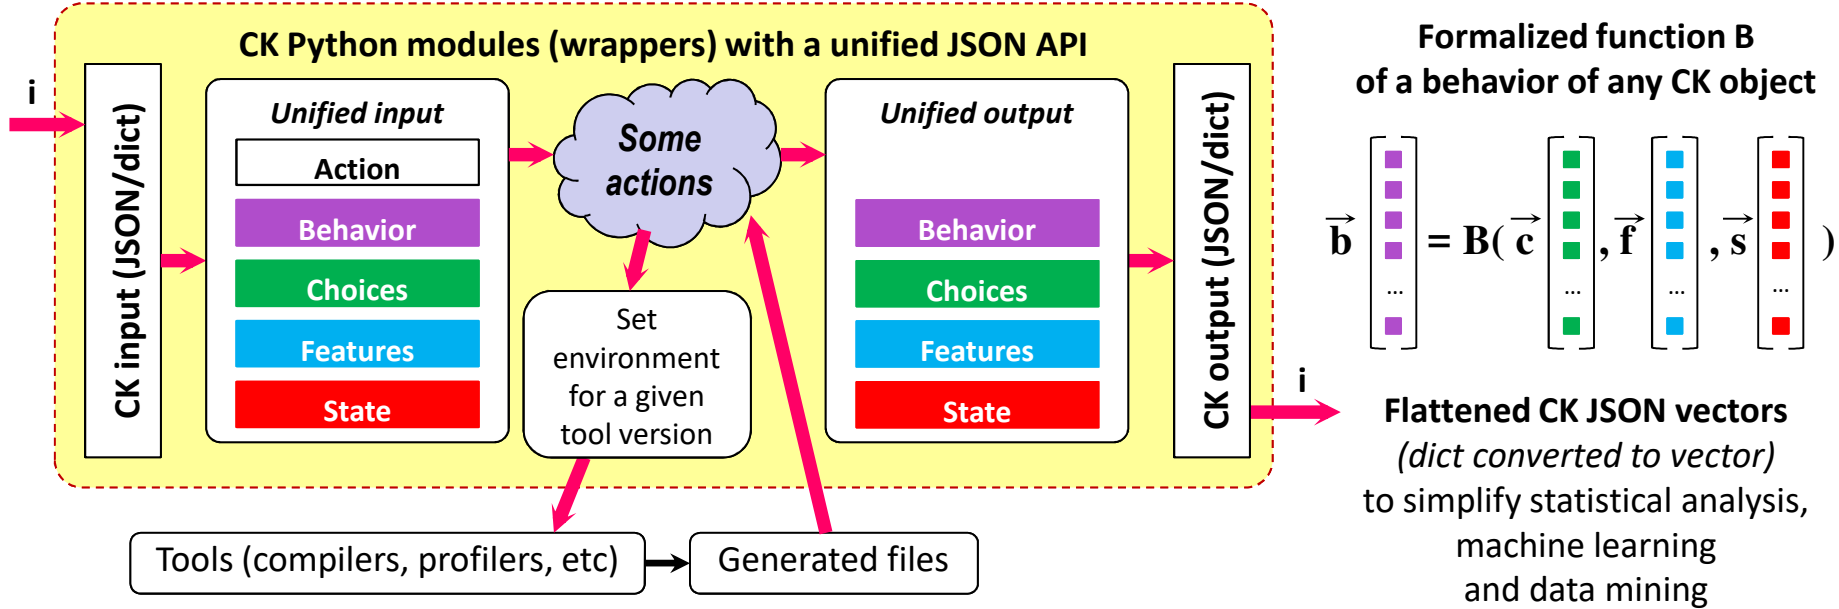 CK Python modules (wrappers) with a unified JSON API
i
CK input (JSON/dict)
Unified input
Action
Behavior
Choices
Features
State
Some
actions
Set
environment
for a given
tool version
Tools (compilers, profilers, etc)
Generated files
Unified output
Behavior
Choices
Features
State
CK output (JSON/dict)
i
Formalized function B
of a behavior of any CK object
b ... = B( c ... , f ... , s ... )
Flattened CK JSON vectors
(dict converted to vector)
to simplify statistical analysis,
machine learning
and data mining